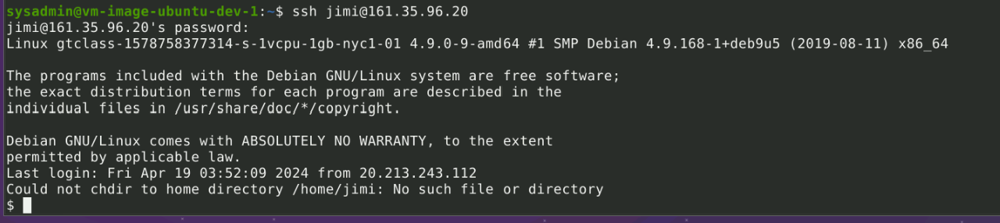 sysadmin@vm-image-ubuntu-dev-1:~$ ssh jimi@161.35.96.20
jimi@161.35.96.20's password:
Linux gtclass-1578758377314-s-1vcpu-1gb-nyc1-01 4.9.0-9-amd64 #1 SMP Debian 4.9.168-1+deb9u5 (2019-08-11) x86_64

The programs included with the Debian GNU/Linux system are free software;
the exact distribution terms for each program are described in the
individual files in /usr/share/doc/*/copyright.

Debian GNU/Linux comes with ABSOLUTELY NO WARRANTY, to the extent
permitted by applicable law.
Last login: Fri Apr 19 03:52:09 2024 from 20.213.243.112
Could not chdir to home directory /home/jimi: No such file or directory
$